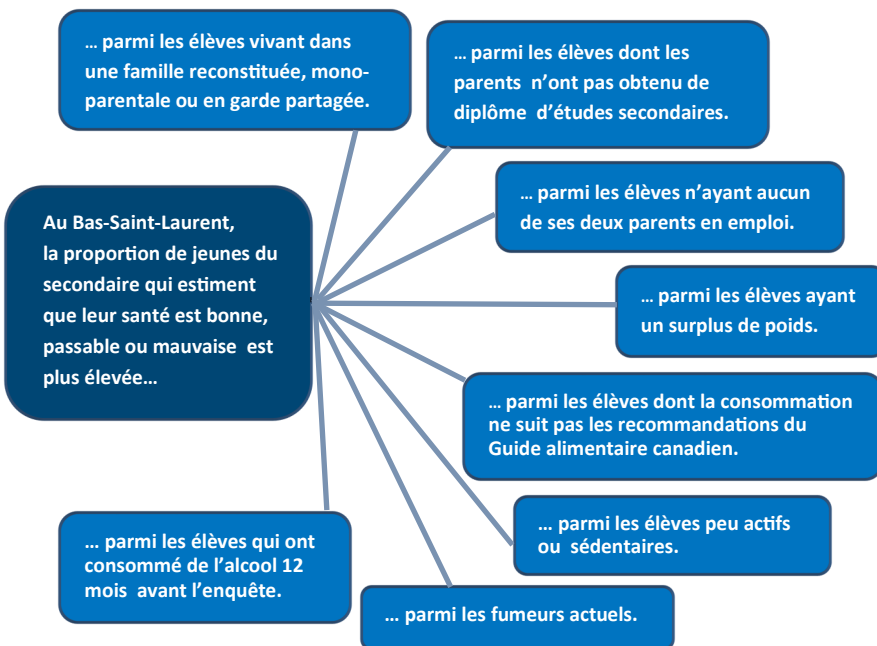 Au Bas-Saint-Laurent,
la proportion de jeunes du
secondaire qui estiment
que leur santé est bonne,
passable ou mauvaise est
plus élevée…
… parmi les élèves vivant dans
une famille reconstituée, mono-
parentale ou en garde partagée.
… parmi les élèves dont les
parents n’ont pas obtenu de
diplôme d’études secondaires.
… parmi les élèves n’ayant aucun
de ses deux parents en emploi.
… parmi les élèves ayant
un surplus de poids.
… parmi les élèves dont la consommation
ne suit pas les recommandations du
Guide alimentaire canadien.
… parmi les élèves peu actifs
ou sédentaires.
… parmi les fumeurs actuels.
… parmi les élèves qui ont
consommé de l’alcool 12
mois avant l’enquête.